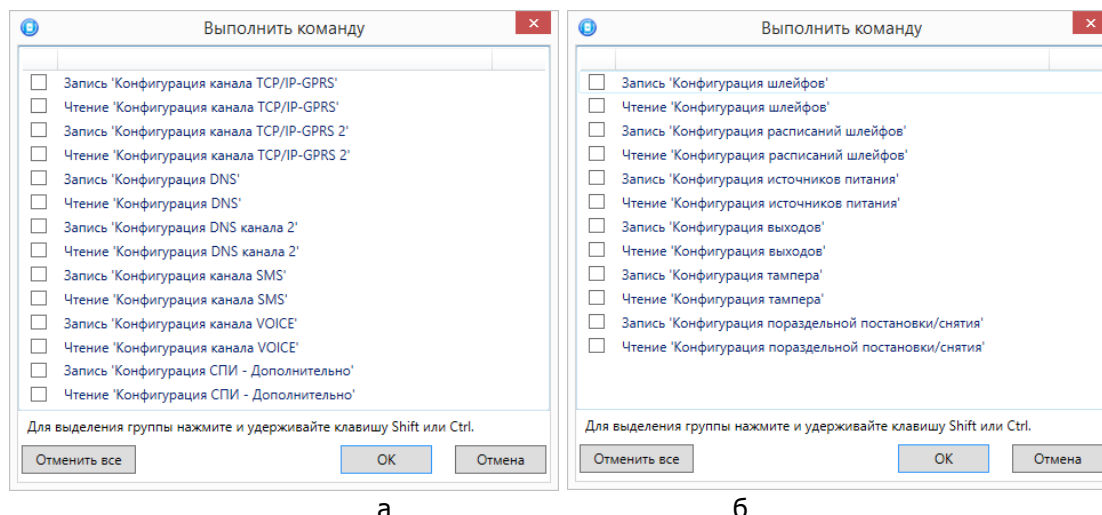 Выполнить команду
Запись 'Конфигурация канала TCP/IP-GPRS'
Чтение 'Конфигурация канала TCP/IP-GPRS'
Запись 'Конфигурация канала TCP/IP-GPRS 2'
Чтение 'Конфигурация канала TCP/IP-GPRS 2'
Запись 'Конфигурация DNS'
Чтение 'Конфигурация DNS'
Запись 'Конфигурация DNS канала 2'
Чтение 'Конфигурация DNS канала 2'
Запись 'Конфигурация канала SMS'
Чтение 'Конфигурация канала SMS'
Запись 'Конфигурация канала VOICE'
Чтение 'Конфигурация канала VOICE'
Запись 'Конфигурация СПИ - Дополнительно'
Чтение 'Конфигурация СПИ - Дополнительно'
Для выделения группы нажмите и удерживайте клавишу Shift или Ctrl.
Отменить все
ОК
Отмена
а
Выполнить команду
Запись 'Конфигурация шлейфов'
Чтение 'Конфигурация шлейфов'
Запись 'Конфигурация расписаний шлейфов'
Чтение 'Конфигурация расписаний шлейфов'
Запись 'Конфигурация источников питания'
Чтение 'Конфигурация источников питания'
Запись 'Конфигурация выходов'
Чтение 'Конфигурация выходов'
Запись 'Конфигурация тампера'
Чтение 'Конфигурация тампера'
Запись 'Конфигурация пораздельной постановки/снятия'
Чтение 'Конфигурация пораздельной постановки/снятия'
Для выделения группы нажмите и удерживайте клавишу Shift или Ctrl.
Отменить все
ОК
Отмена
б